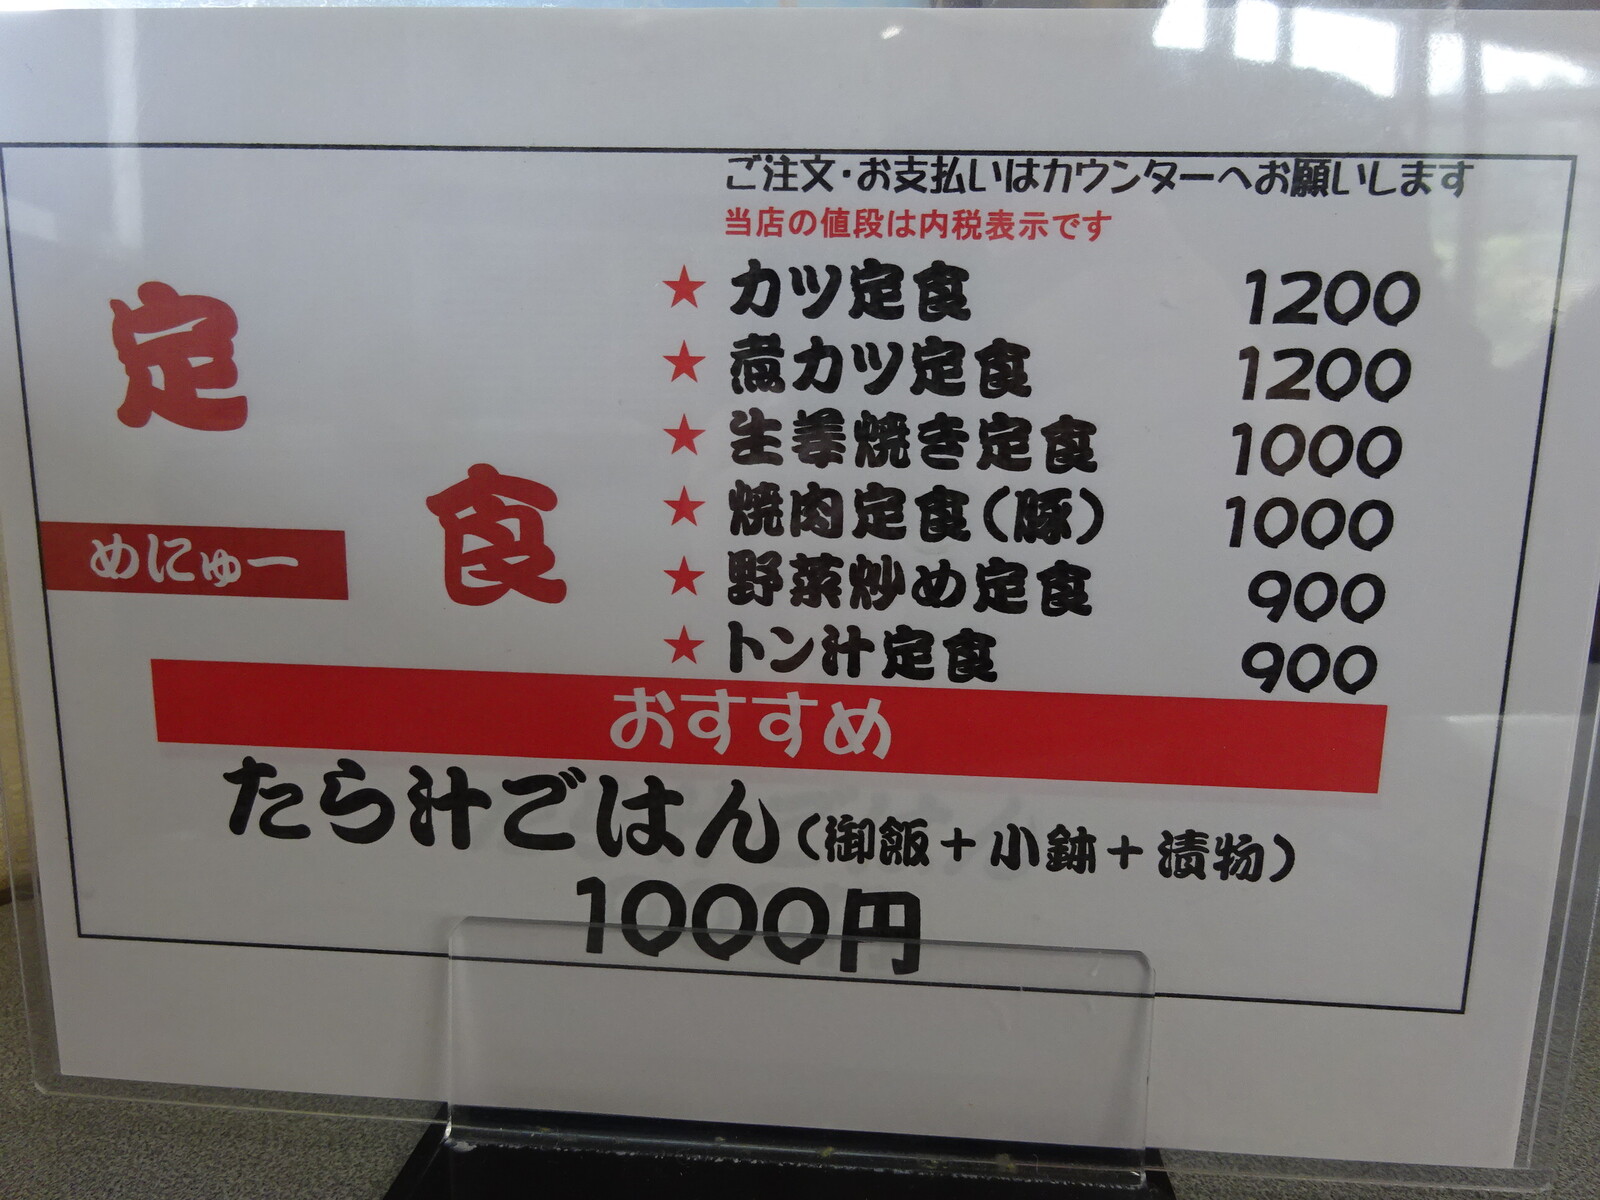 ご注文・お支払いはカウンターへお願いします
当店の値段は内税表示です
定食
めにゅー
★ カツ定食 1200
★ 煮カツ定食 1200
★ 生姜焼き定食 1000
★ 焼肉定食(豚) 1000
★ 野菜炒め定食 900
★ トン汁定食 900
おすすめ
たら汁ごはん(御飯+小鉢+漬物)
1000円